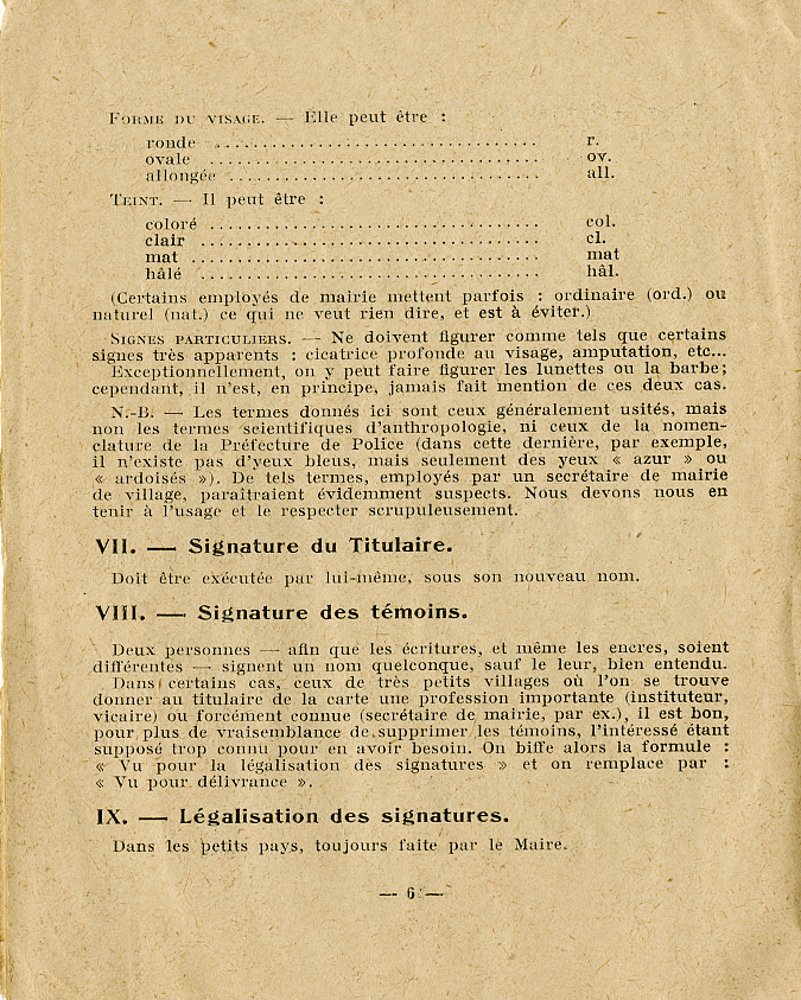 FORME DU VISAGE. — Elle peut être :
ronde ........................................ r.
ovale ........................................ ov.
allongée ........................................ all.
TEINT. — Il peut être :
coloré ........................................ col.
clair ........................................ cl.
mat ........................................ mat
hâlé ........................................ hâl.
(Certains employés de mairie mettent parfois : ordinaire (ord.) ou
naturel (nat.) ce qui ne veut rien dire, et est à éviter.)
SIGNES PARTICULIERS. — Ne doivent figurer comme tels que certains
signes très apparents : cicatrice profonde au visage, amputation, etc...
Exceptionnellement, on y peut faire figurer les lunettes ou la barbe;
cependant, il n'est, en principe, jamais fait mention de ces deux cas.
N.-B. — Les termes donnés ici sont ceux généralement usités, mais
non les termes scientifiques d'anthropologie, ni ceux de la nomen-
clature de la Préfecture de Police (dans cette dernière, par exemple,
il n'existe pas d'yeux bleus, mais seulement des yeux « azur » ou
« ardoisés »). De tels termes, employés par un secrétaire de mairie
de village, paraîtraient évidemment suspects. Nous devons nous en
tenir à l'usage et le respecter scrupuleusement.
VII. — Signature du Titulaire.
Doit être exécutée par lui-même, sous son nouveau nom.
VIII. — Signature des témoins.
Deux personnes — afin que les écritures, et même les encres, soient
différentes — signent un nom quelconque, sauf le leur, bien entendu.
Dans certains cas, ceux de très petits villages où l'on se trouve
donner au titulaire de la carte une profession importante (instituteur,
vicaire) ou forcément connue (secrétaire de mairie, par ex.), il est bon,
pour plus de vraisemblance de supprimer les témoins, l'intéressé étant
supposé trop connu pour en avoir besoin. On biffe alors la formule :
« Vu pour la légalisation des signatures » et on remplace par :
« Vu pour délivrance ».
IX. — Légalisation des signatures.
Dans les petits pays, toujours faite par le Maire.
— 6 —